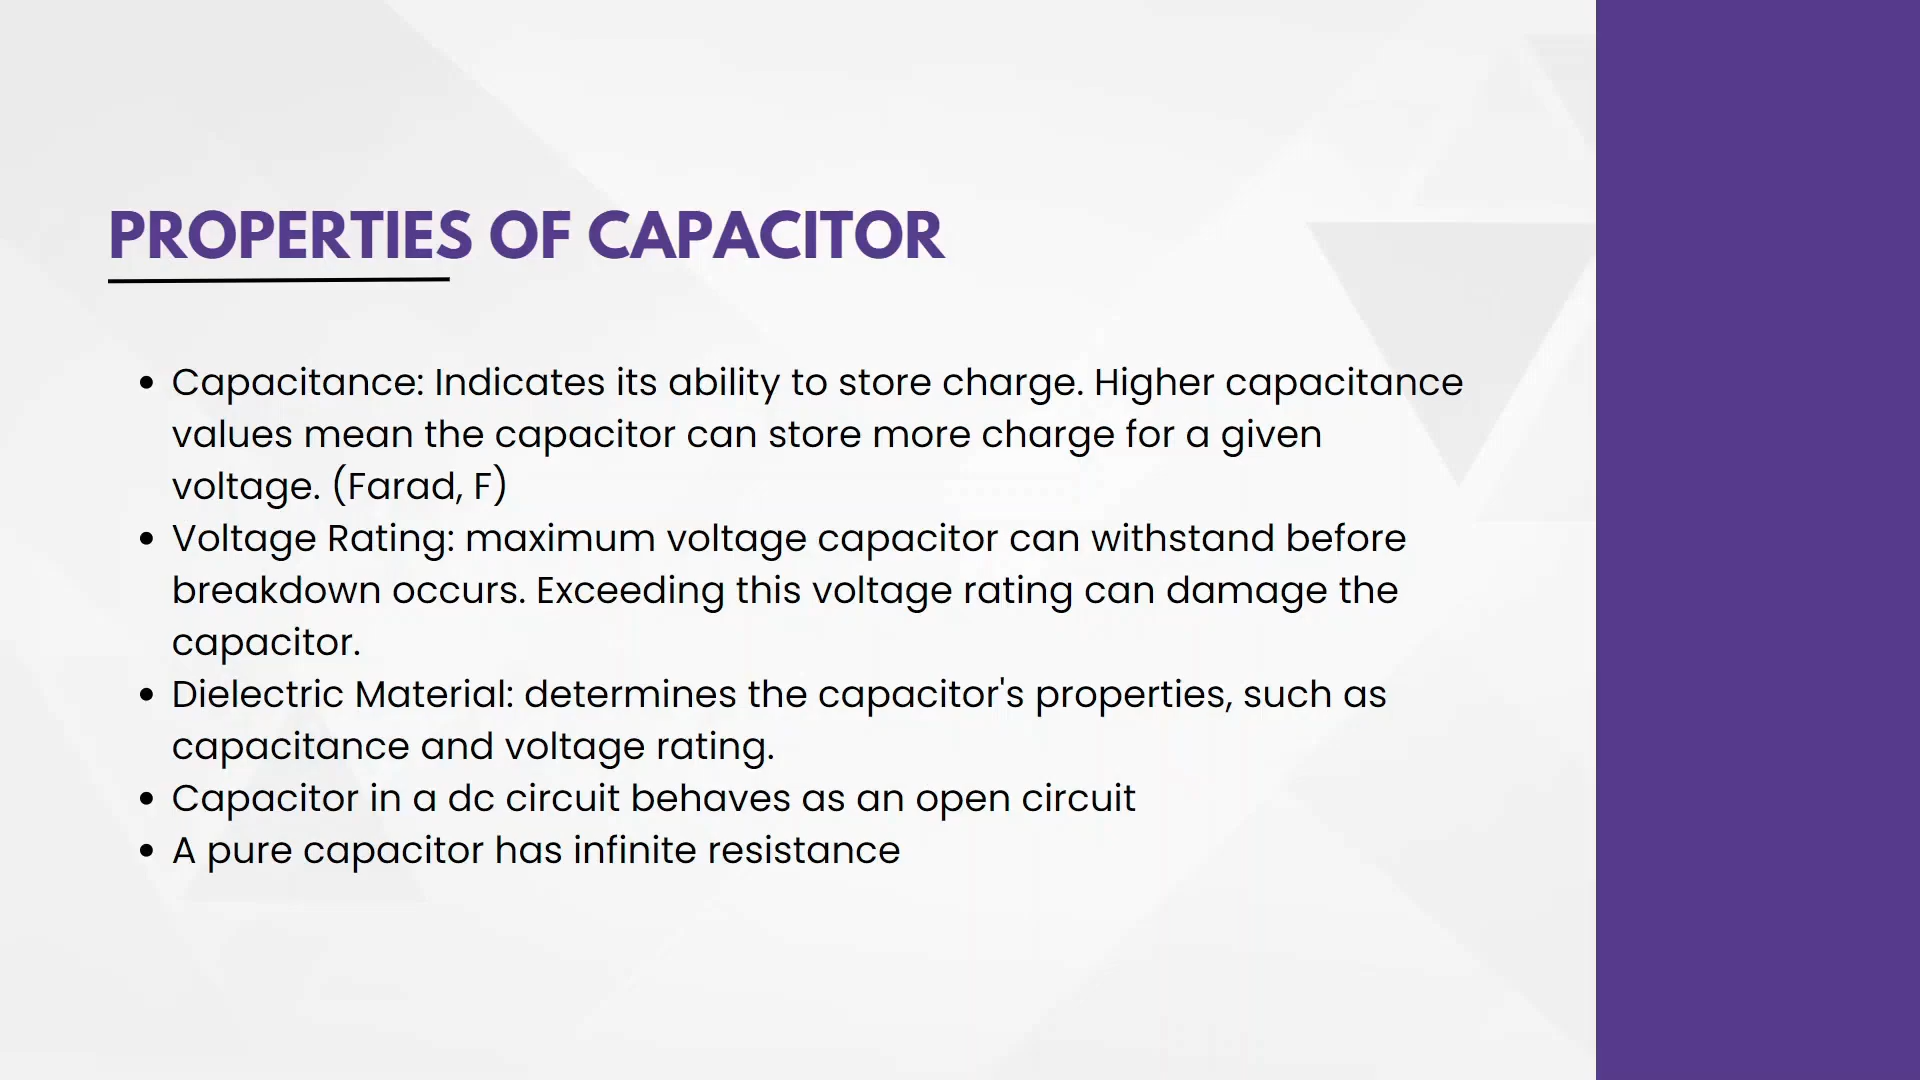 PROPERTIES OF CAPACITOR
• Capacitance: Indicates its ability to store charge. Higher capacitance
values mean the capacitor can store more charge for a given
voltage. (Farad, F)
• Voltage Rating: maximum voltage capacitor can withstand before
breakdown occurs. Exceeding this voltage rating can damage the
capacitor.
• Dielectric Material: determines the capacitor's properties, such as
capacitance and voltage rating.
• Capacitor in a dc circuit behaves as an open circuit
• A pure capacitor has infinite resistance